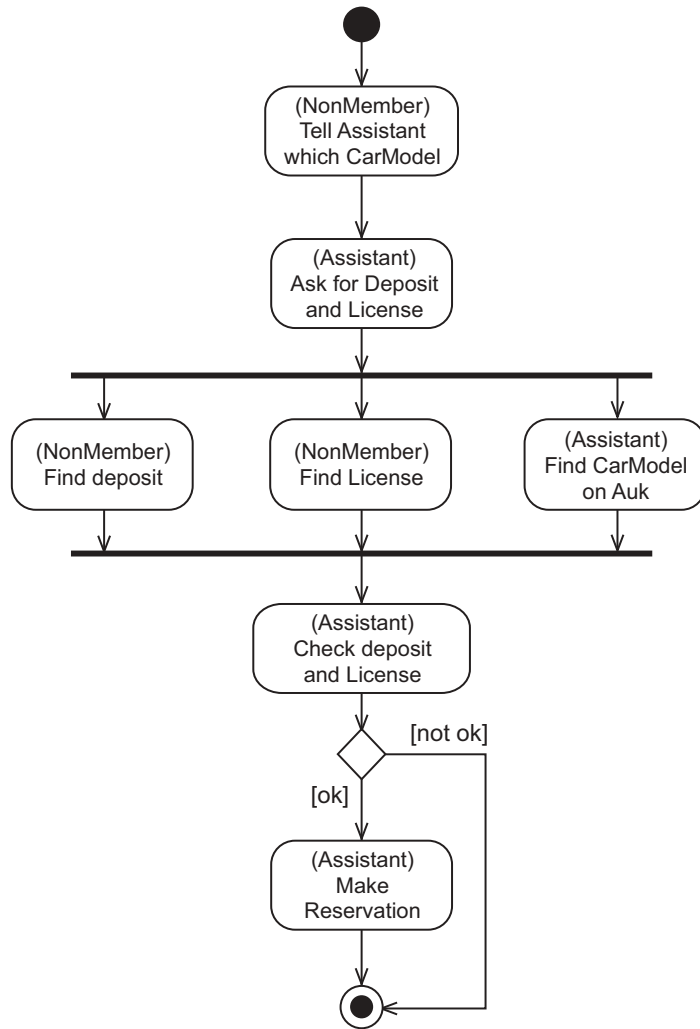 (NonMember)
Tell Assistant
which CarModel
(Assistant)
Ask for Deposit
and License
(NonMember)
Find deposit
(NonMember)
Find License
(Assistant)
Find CarModel
on Auk
(Assistant)
Check deposit
and License
[not ok]
[ok]
(Assistant)
Make
Reservation